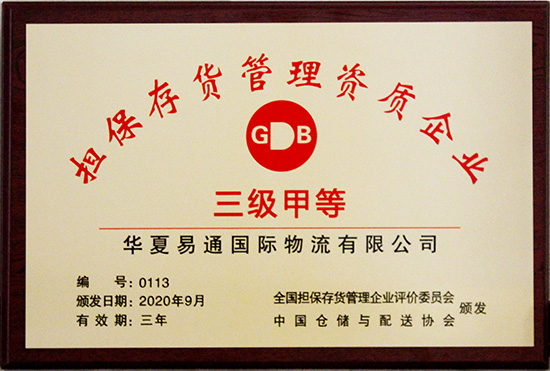 担保存货管理资质企业
GDB
三级甲等
华夏易通国际物流有限公司
编 号:0113
颁发日期:2020年9月
有效期:三年
全国担保存货管理企业评价委员会
中国仓储与配送协会
颁发